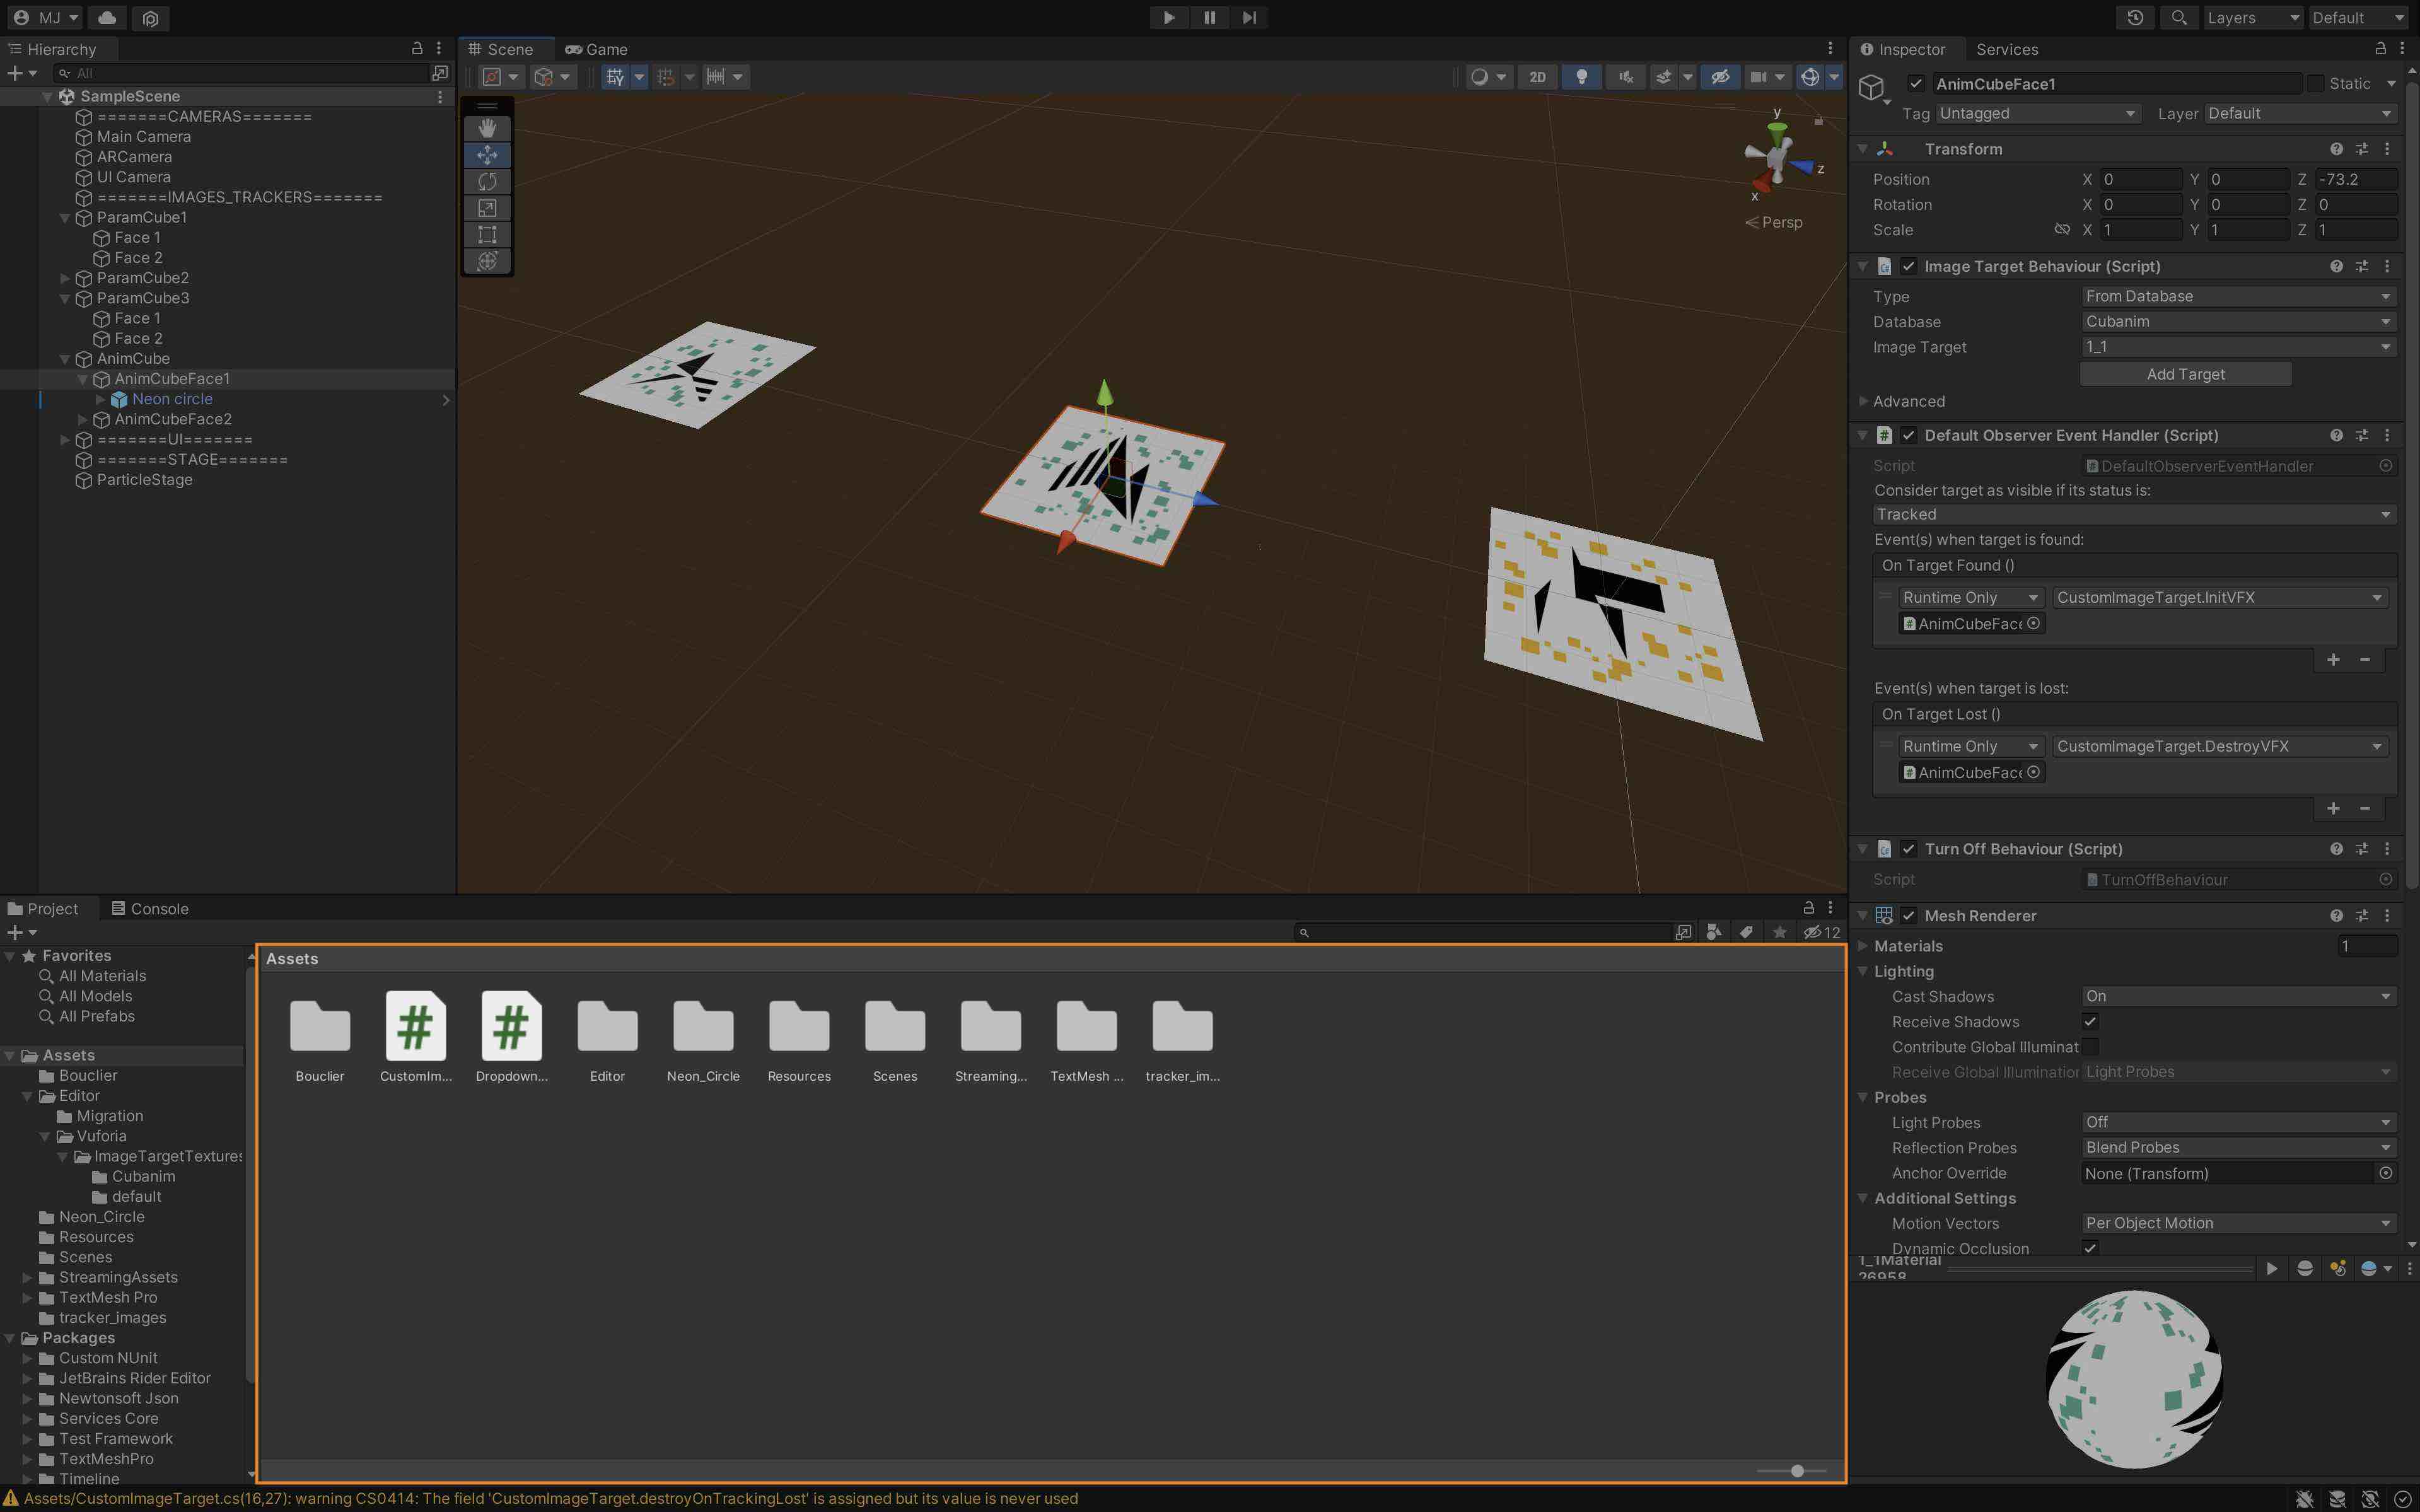 MJ
Layers
Default
Hierarchy
All
SampleScene
=======CAMERAS=======
Main Camera
ARCamera
UI Camera
=======IMAGES_TRACKERS=======
ParamCube1
Face 1
Face 2
ParamCube2
ParamCube3
Face 1
Face 2
AnimCube
AnimCubeFace1
Neon circle
AnimCubeFace2
=======UI=======
=======STAGE=======
ParticleStage
Scene
Game
2D
y
z
x
Persp
Inspector
Services
AnimCubeFace1
Static
Tag Untagged
Layer Default
Transform
Position X 0 Y 0 Z -73.2
Rotation X 0 Y 0 Z 0
Scale X 1 Y 1 Z 1
Image Target Behaviour (Script)
Type From Database
Database Cubanim
Image Target 1_1
Add Target
Advanced
Default Observer Event Handler (Script)
Script DefaultObserverEventHandler
Consider target as visible if its status is:
Tracked
Event(s) when target is found:
On Target Found ()
Runtime Only CustomImageTarget.InitVFX
AnimCubeFace
Event(s) when target is lost:
On Target Lost ()
Runtime Only CustomImageTarget.DestroyVFX
AnimCubeFace
Turn Off Behaviour (Script)
Script TurnOffBehaviour
Mesh Renderer
Materials 1
Lighting
Cast Shadows On
Receive Shadows
Contribute Global Illuminat
Receive Global Illumination Light Probes
Probes
Light Probes Off
Reflection Probes Blend Probes
Anchor Override None (Transform)
Additional Settings
Motion Vectors Per Object Motion
Dynamic Occlusion
1_1Material
26958
Project
Console
12
Favorites
All Materials
All Models
All Prefabs
Assets
Bouclier
Editor
Migration
Vuforia
ImageTargetTextures
Cubanim
default
Neon_Circle
Resources
Scenes
StreamingAssets
TextMesh Pro
tracker_images
Packages
Custom NUnit
JetBrains Rider Editor
Newtonsoft Json
Services Core
Test Framework
TextMeshPro
Timeline
Assets
Bouclier
CustomIm...
Dropdown...
Editor
Neon_Circle
Resources
Scenes
Streaming...
TextMesh ...
tracker_im...
Assets/CustomImageTarget.cs(16,27): warning CS0414: The field 'CustomImageTarget.destroyOnTrackingLost' is assigned but its value is never used